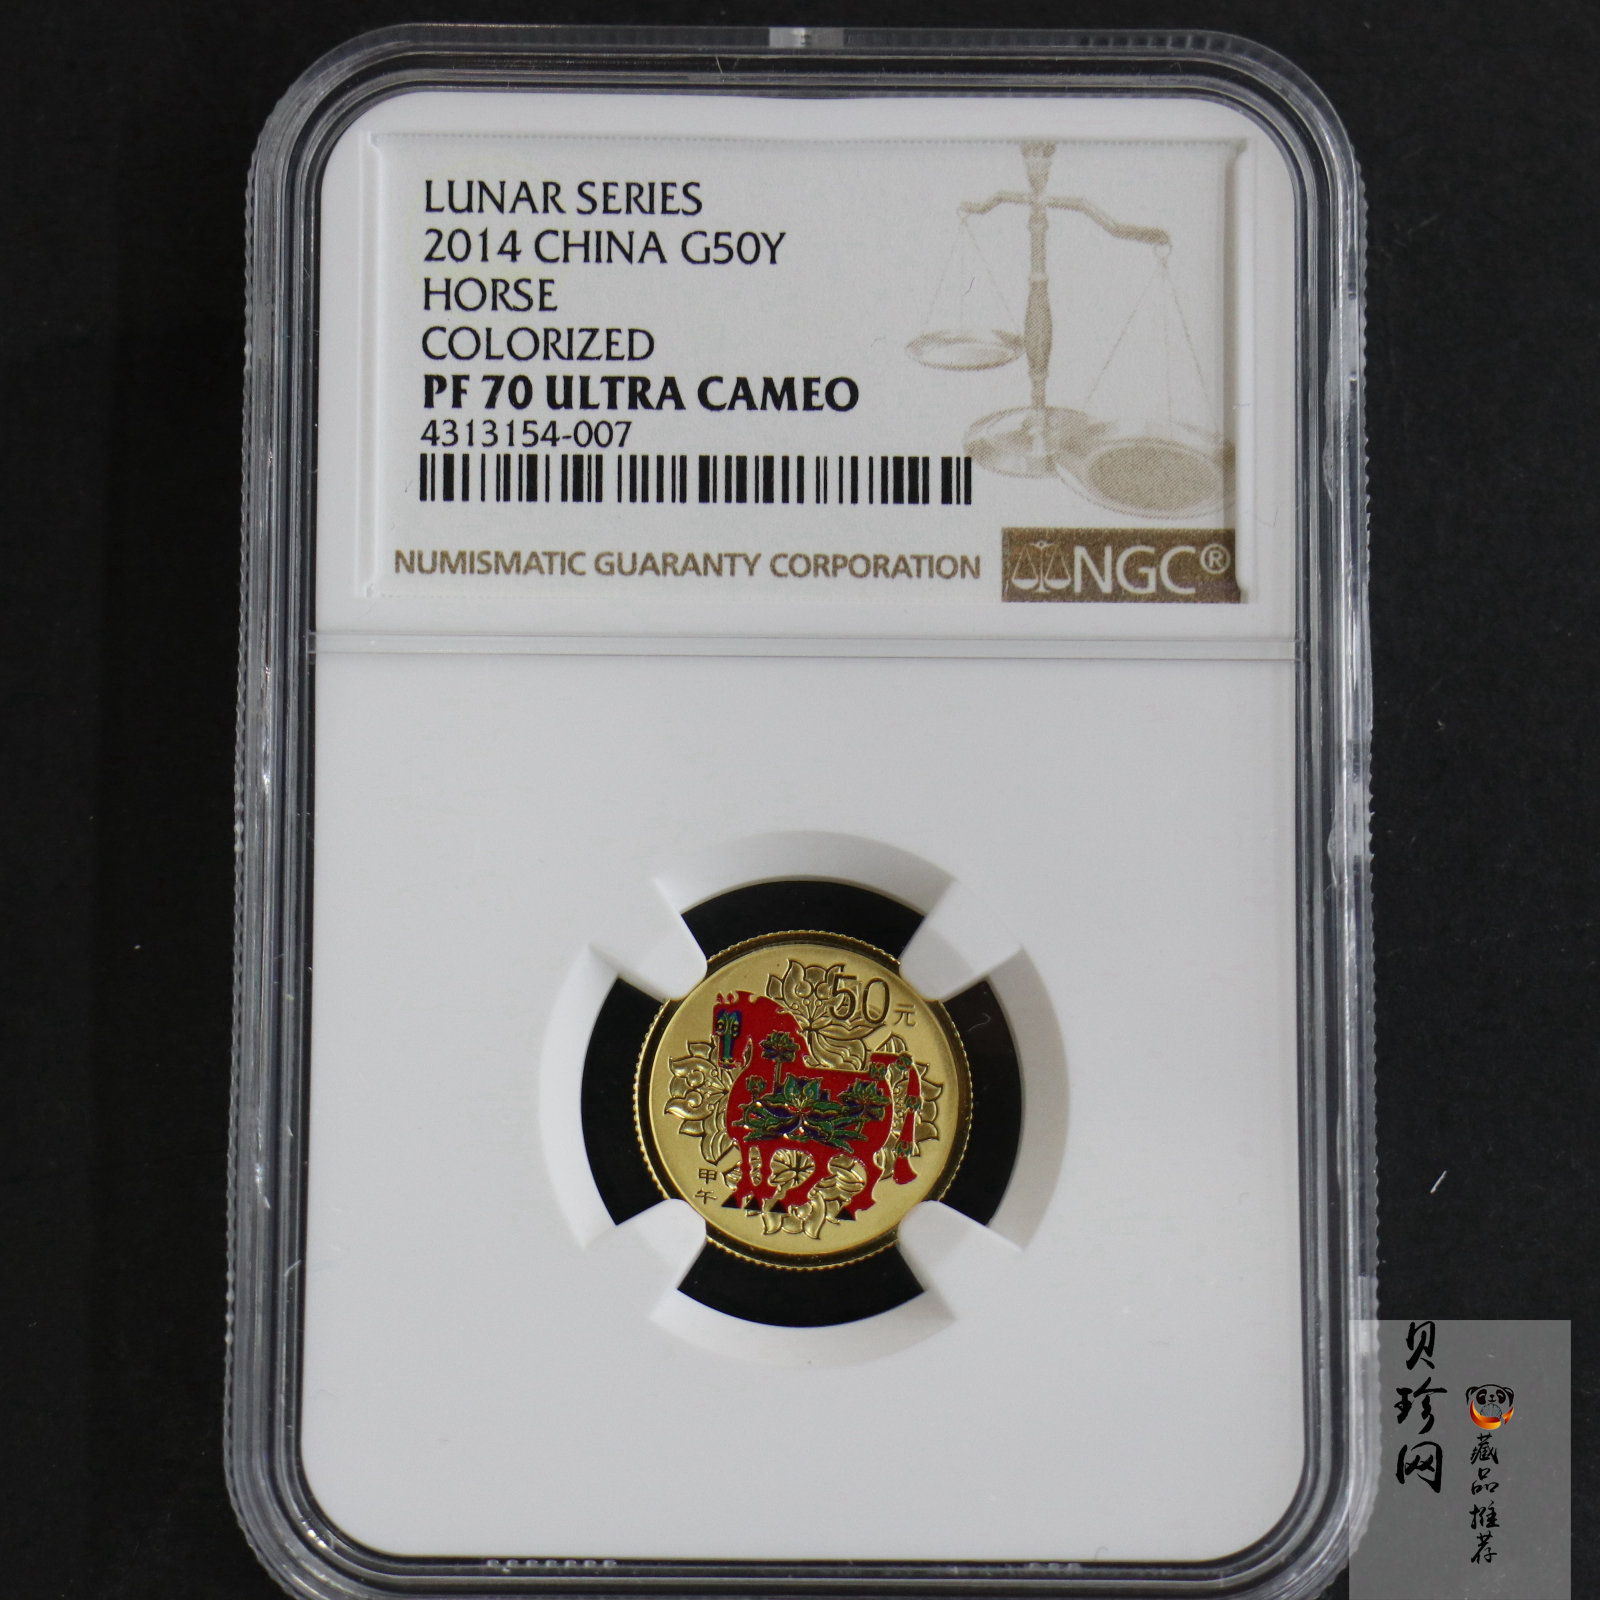 LUNAR SERIES
2014 CHINA G50Y
HORSE
COLORIZED
PF 70 ULTRA CAMEO
4313154-007
NUMISMATIC GUARANTY CORPORATION
NGC®
50元
甲午
贝珍网
藏品推荐